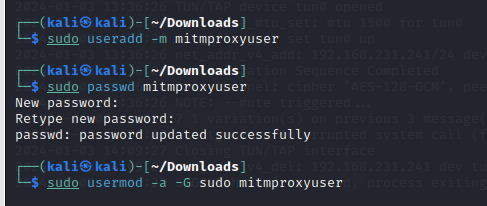 ┌──(kali㉿kali)-[~/Downloads]
└─$ sudo useradd -m mitmproxyuser
┌──(kali㉿kali)-[~/Downloads]
└─$ sudo passwd mitmproxyuser
New password:
Retype new password:
passwd: password updated successfully
┌──(kali㉿kali)-[~/Downloads]
└─$ sudo usermod -a -G sudo mitmproxyuser